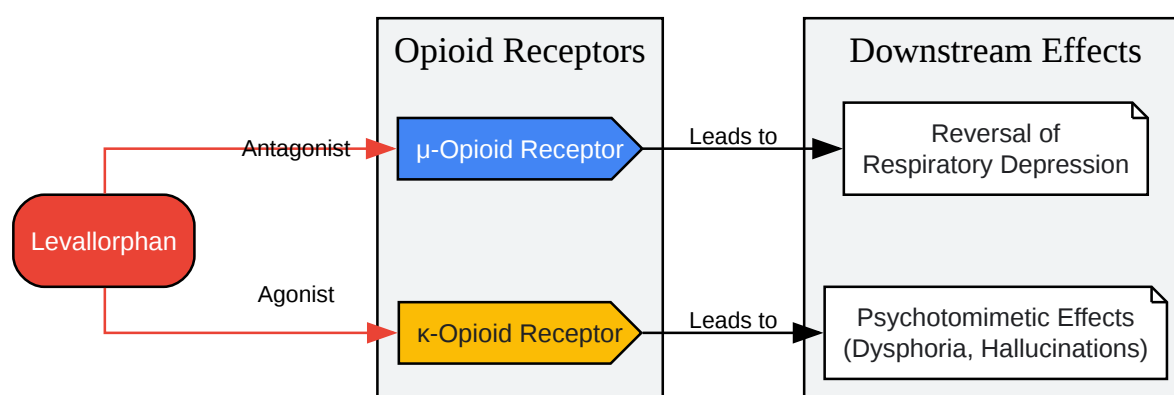 Opioid Receptors
Downstream Effects
Antagonist
μ-Opioid Receptor
Leads to
Reversal of
Respiratory Depression
Levallorphan
Agonist
κ-Opioid Receptor
Leads to
Psychotomimetic Effects
(Dysphoria, Hallucinations)